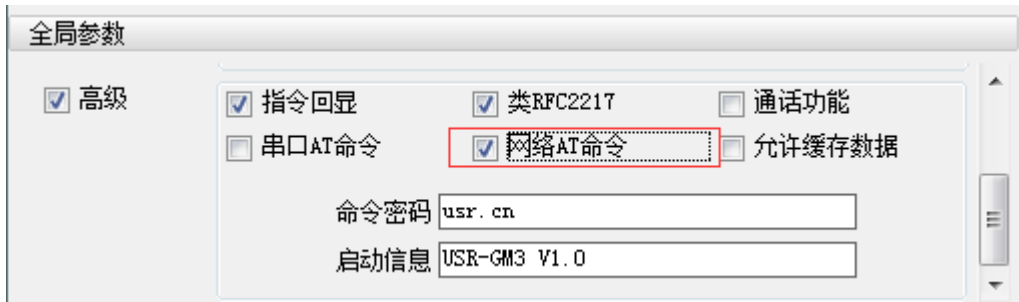 全局参数
高级
指令回显 类RFC2217 通话功能
串口AT命令 网络AT命令 允许缓存数据
命令密码 usr.cn
启动信息 USR-GM3 V1.0